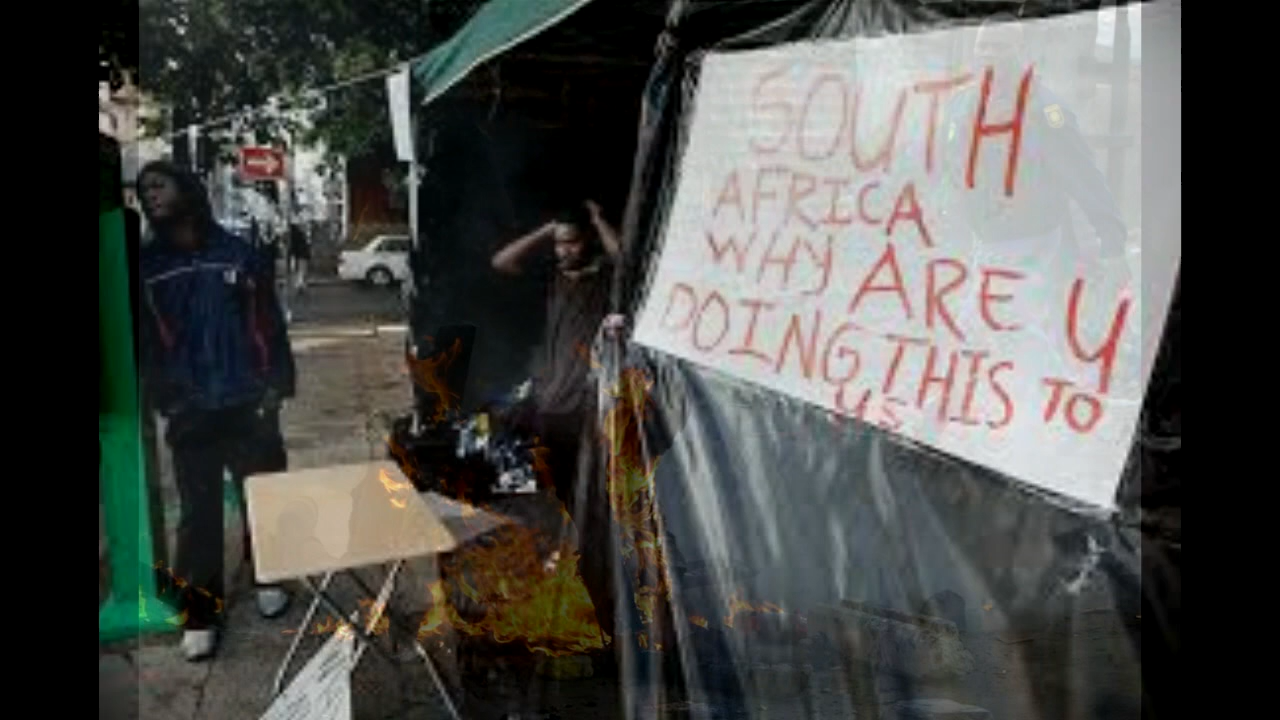 SOUTH
AFRICA
WHY ARE U
DOING THIS TO
US